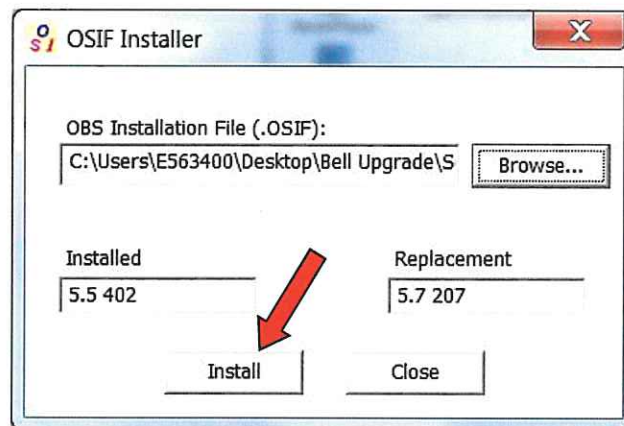 OSI OSIF Installer
OBS Installation File (.OSIF):
C:\Users\E563400\Desktop\Bell Upgrade\S Browse...
Installed Replacement
5.5 402 5.7 207
Install Close